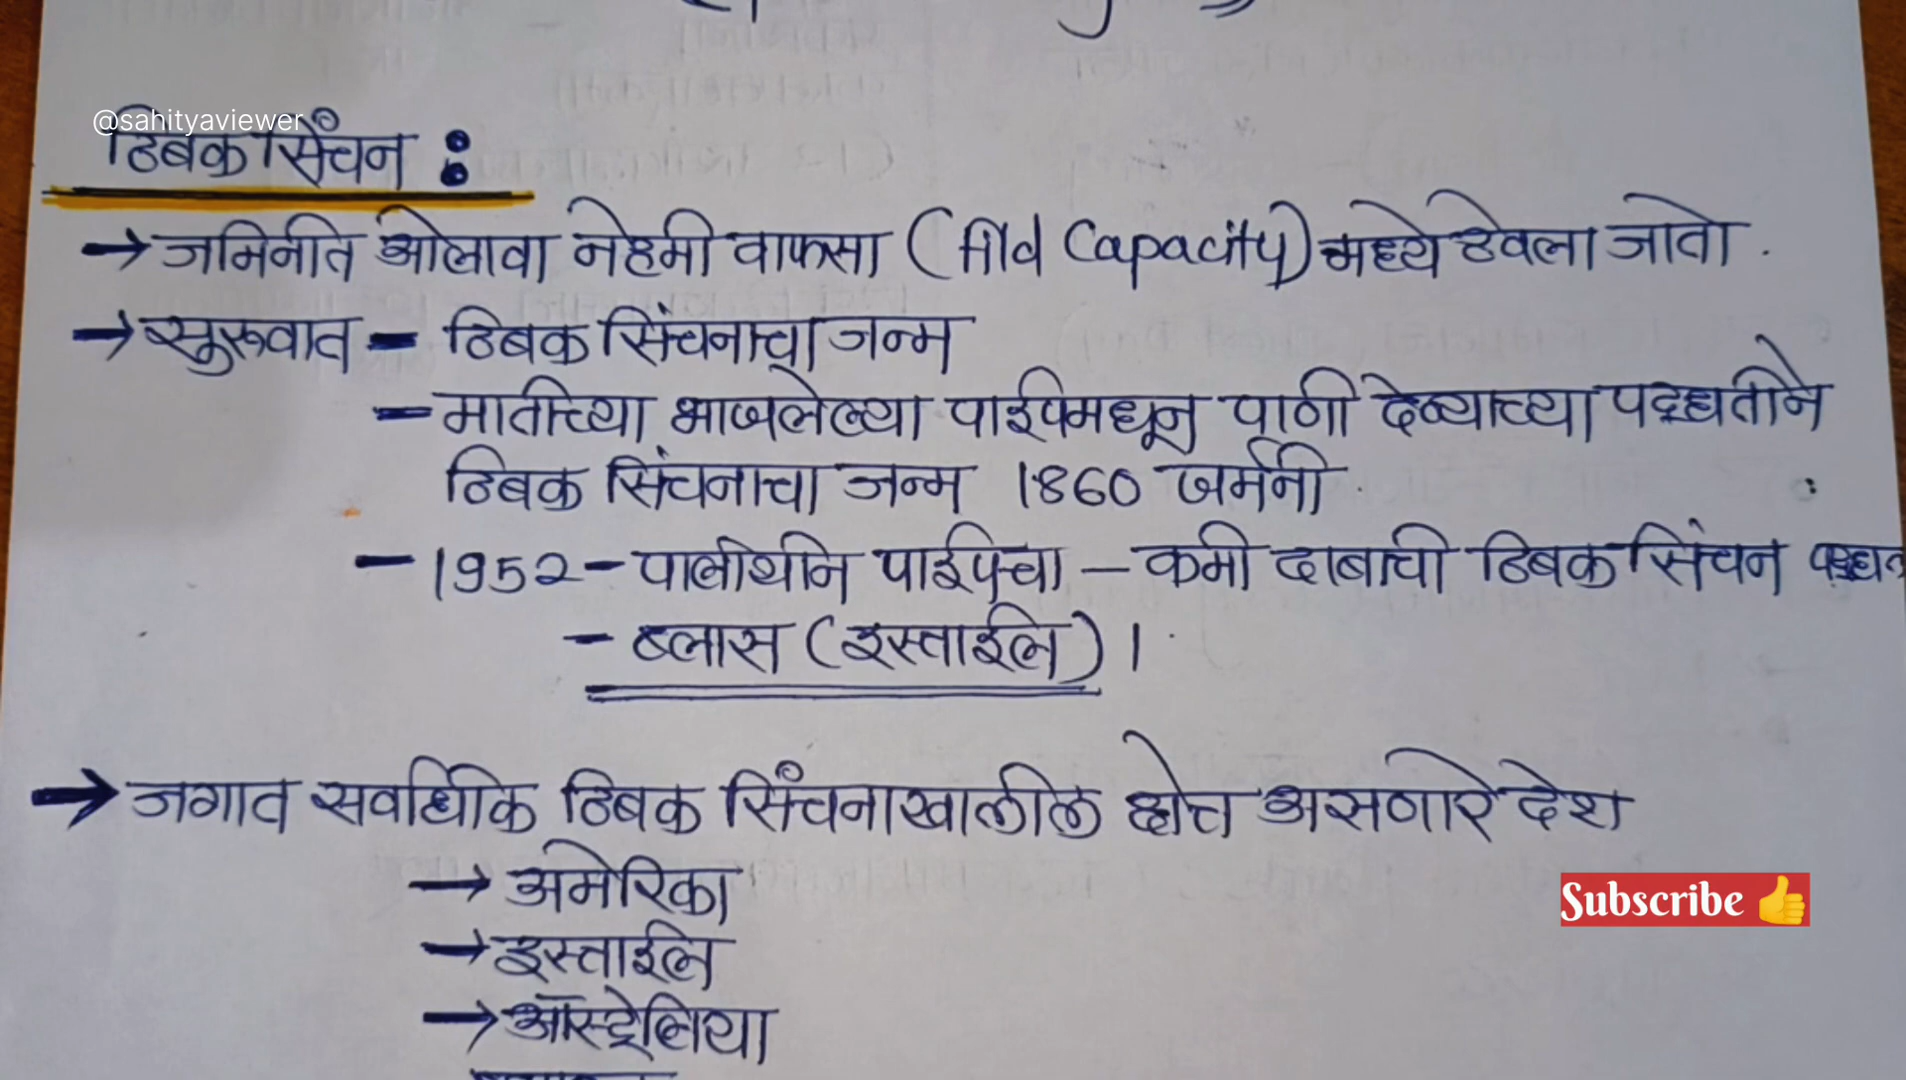 @sahityaviewer
ठिबक सिंचन :
→ जमिनीत ओलावा नेहमी वाफसा (field Capacity) मध्ये ठेवला जातो .
→ सुरुवात - ठिबक सिंचनाचा जन्म
- मातीच्या भाजलेल्या पाईपमधून पाणी देण्याच्या पद्धतीने
ठिबक सिंचनाचा जन्म 1860 जर्मनी .
- 1952 - पालीथीन पाईपचा - कमी दाबाची ठिबक सिंचन
- ब्लास (इस्त्राईल) ।
→ जगात सर्वाधिक ठिबक सिंचनाखालील क्षेत्र असणारे देश
→ अमेरिका
→ इस्त्राईल
→ ऑस्ट्रेलिया
Subscribe 👍